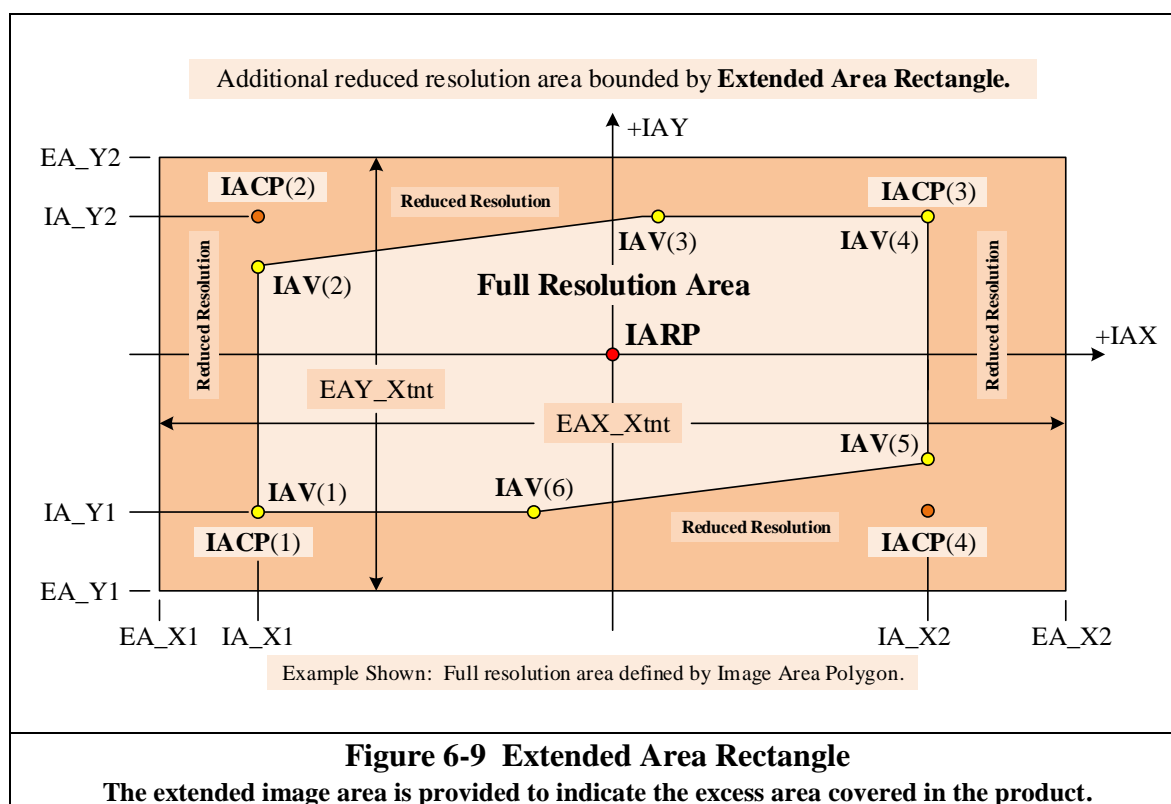 Additional reduced resolution area bounded by Extended Area Rectangle.
+IAY
EA_Y2
IACP(2)
Reduced Resolution
IACP(3)
IA_Y2
IAV(3)
IAV(4)
IAV(2)
Full Resolution Area
Reduced Resolution
Reduced Resolution
IARP
+IAX
EAY_Xtnt
EAX_Xtnt
IAV(5)
IAV(1)
IAV(6)
IA_Y1
Reduced Resolution
IACP(1)
IACP(4)
EA_Y1
EA_X1
IA_X1
IA_X2
EA_X2
Example Shown: Full resolution area defined by Image Area Polygon.
Figure 6-9 Extended Area Rectangle
The extended image area is provided to indicate the excess area covered in the product.